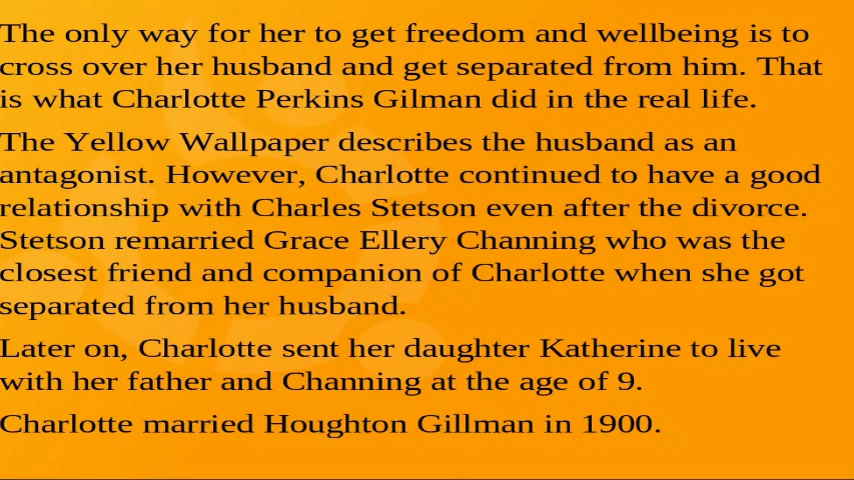 The only way for her to get freedom and wellbeing is to
cross over her husband and get separated from him. That
is what Charlotte Perkins Gilman did in the real life.
The Yellow Wallpaper describes the husband as an
antagonist. However, Charlotte continued to have a good
relationship with Charles Stetson even after the divorce.
Stetson remarried Grace Ellery Channing who was the
closest friend and companion of Charlotte when she got
separated from her husband.
Later on, Charlotte sent her daughter Katherine to live
with her father and Channing at the age of 9.
Charlotte married Houghton Gillman in 1900.